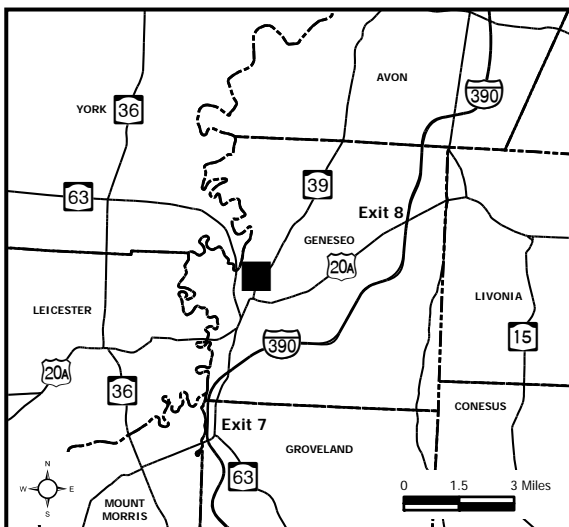 AVON
390
YORK
36
39
63
Exit 8
GENESEO
20A
LIVONIA
LEICESTER
15
390
20A
36
CONESUS
Exit 7
GROVELAND
63
0 1.5 3 Miles
N
W E
S
MOUNT
MORRIS